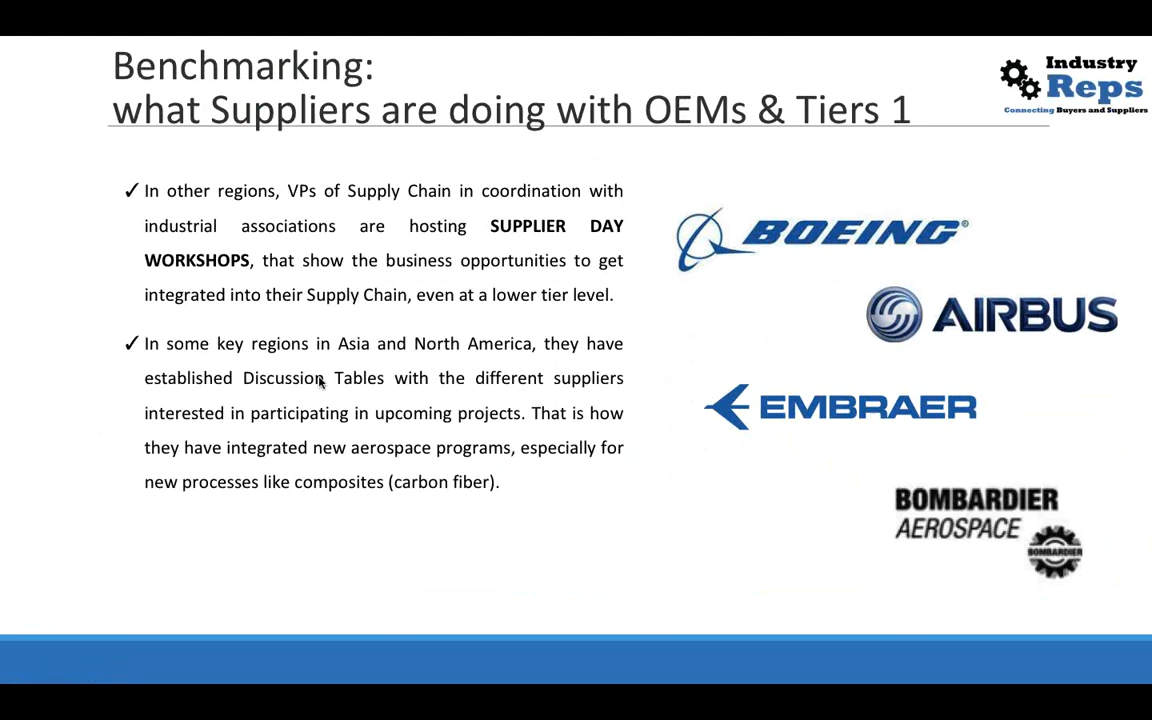 Benchmarking:
what Suppliers are doing with OEMs & Tiers 1
Industry
Reps
Connecting Buyers and Suppliers
✓ In other regions, VPs of Supply Chain in coordination with
industrial associations are hosting SUPPLIER DAY
WORKSHOPS, that show the business opportunities to get
integrated into their Supply Chain, even at a lower tier level.
✓ In some key regions in Asia and North America, they have
established Discussion Tables with the different suppliers
interested in participating in upcoming projects. That is how
they have integrated new aerospace programs, especially for
new processes like composites (carbon fiber).
BOEING®
AIRBUS
EMBRAER
BOMBARDIER
AEROSPACE
BOMBARDIER